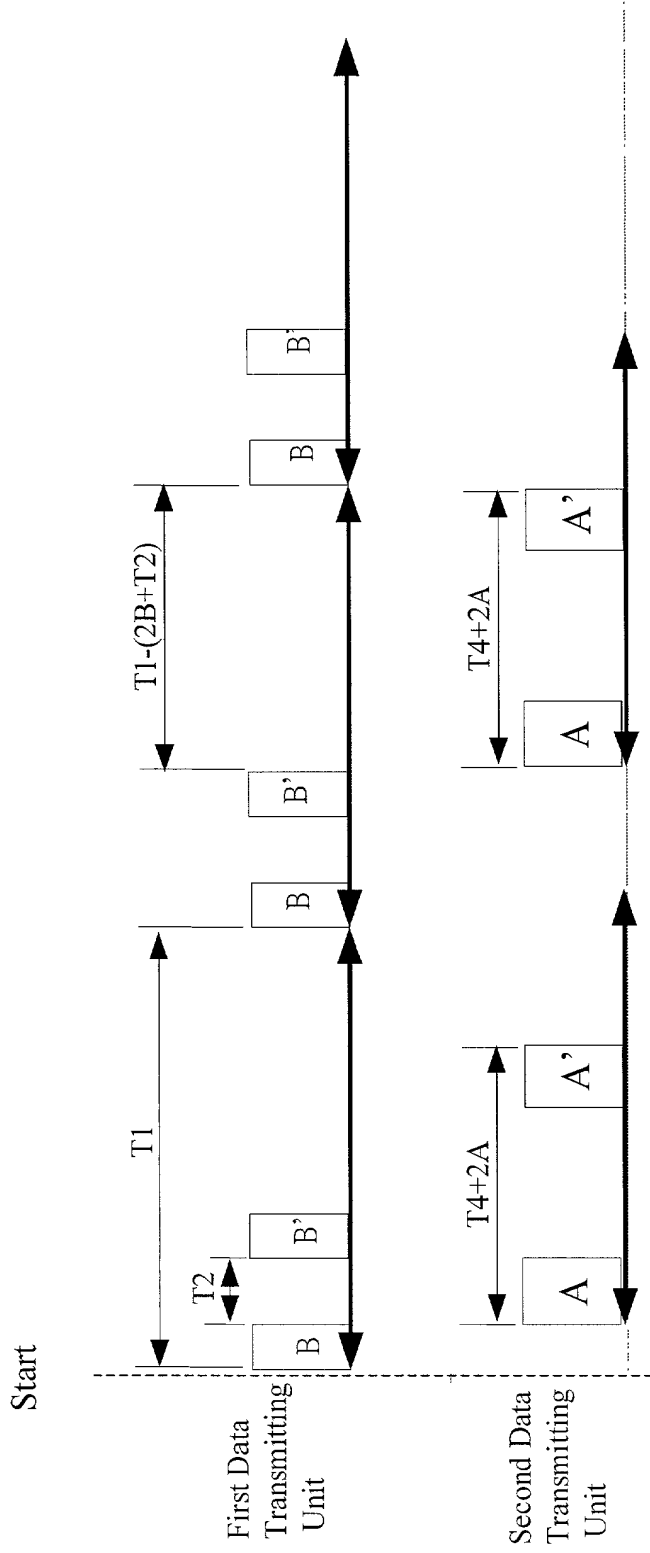 Start
First Data
Transmitting
Unit
T1
T2
T1-(2B+T2)
B
B'
B
B'
B
B'
Second Data
Transmitting
Unit
T4+2A
T4+2A
A
A'
A
A'